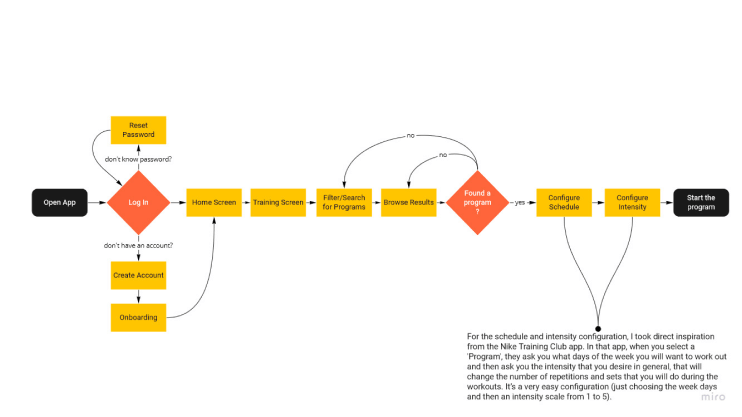 Reset
Password
don't know password?
no
no
Open App
Log In
Home Screen
Training Screen
Filter/Search
for Programs
Browse Results
Found a
program
?
yes
Configure
Schedule
Configure
Intensity
Start the
program
don't have an account?
Create Account
Onboarding
For the schedule and intensity configuration, I took direct inspiration
from the Nike Training Club app. In that app, when you select a
'Program', they ask you what days of the week you will want to work out
and then ask you the intensity that you desire in general, that will
change the number of repetitions and sets that you will do during the
workouts. It's a very easy configuration (just choosing the week days
and then an intensity scale from 1 to 5).
miro